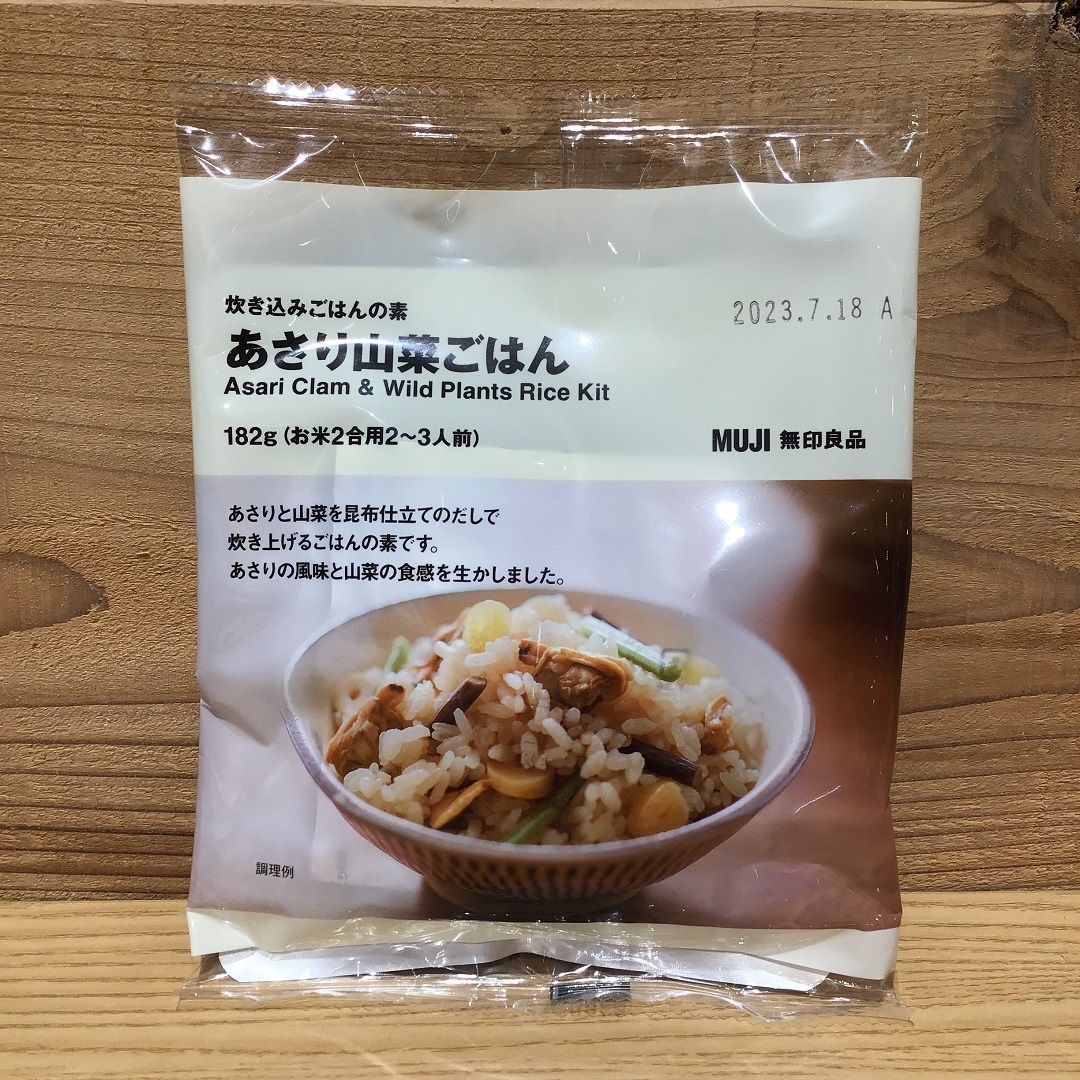 炊き込みごはんの素
2023.7.18 A
あさり山菜ごはん
Asari Clam & Wild Plants Rice Kit
182g（お米2合用2〜3人前）
MUJI 無印良品
あさりと山菜を昆布仕立てのだしで
炊き上げるごはんの素です。
あさりの風味と山菜の食感を生かしました。
調理例